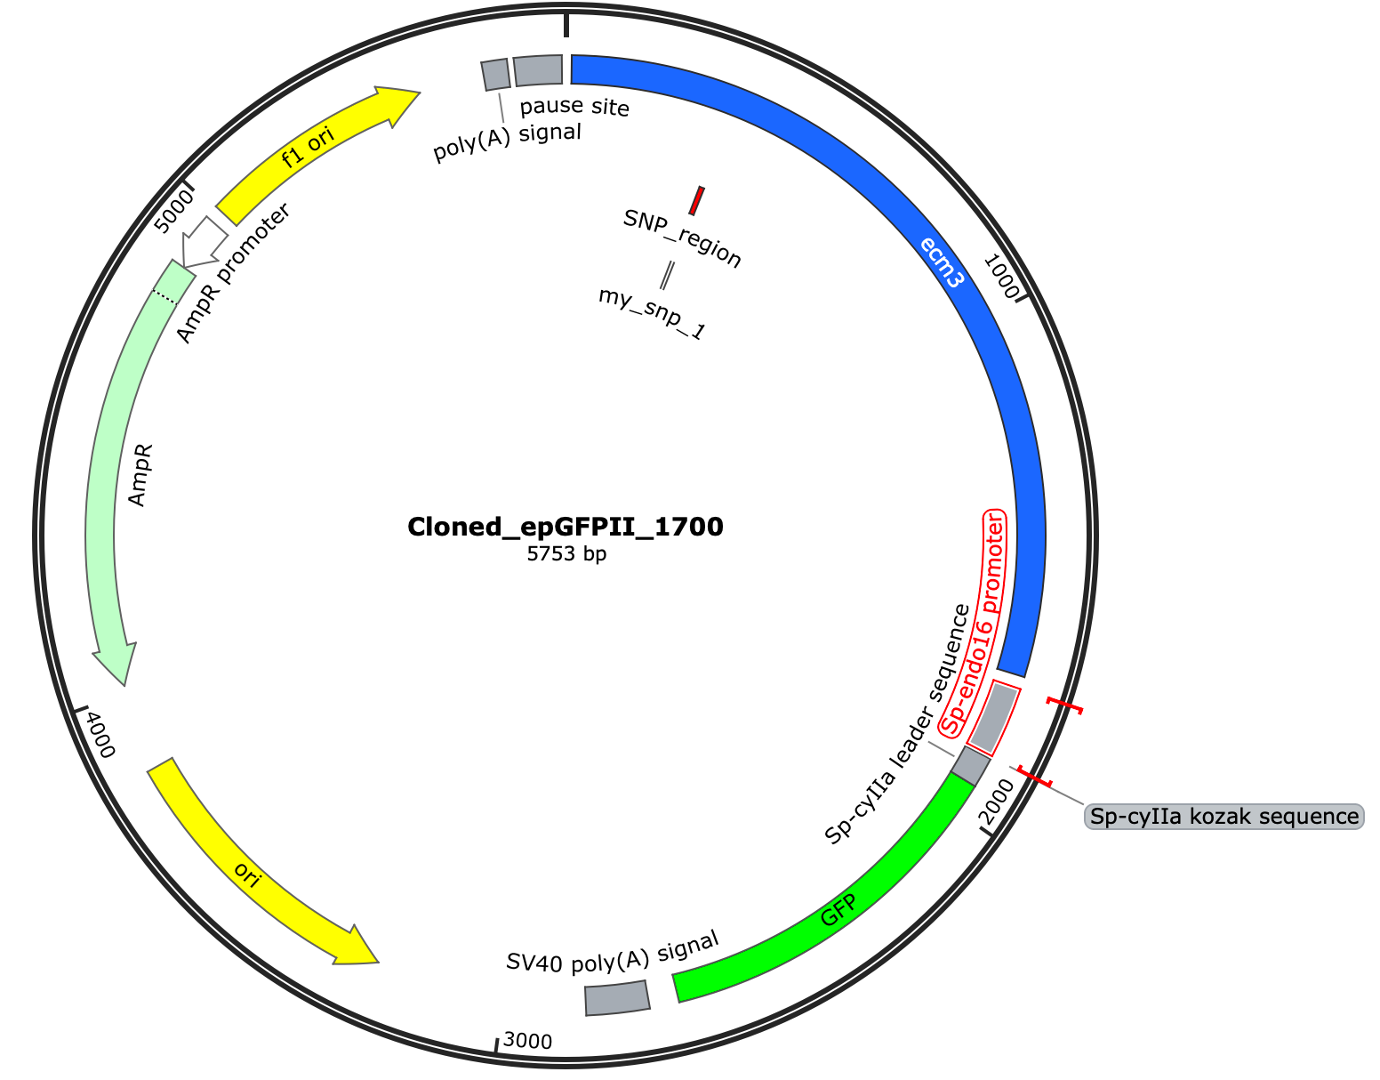 pause site
poly(A) signal
f1 ori
5000
AmpR promoter
SNP_region
my_snp_1
ecm3
1000
AmpR
Cloned_epGFPII_1700
5753 bp
Sp-endo16 promoter
Sp-cyIIa leader sequence
4000
2000
Sp-cyIIa kozak sequence
ori
GFP
SV40 poly(A) signal
3000